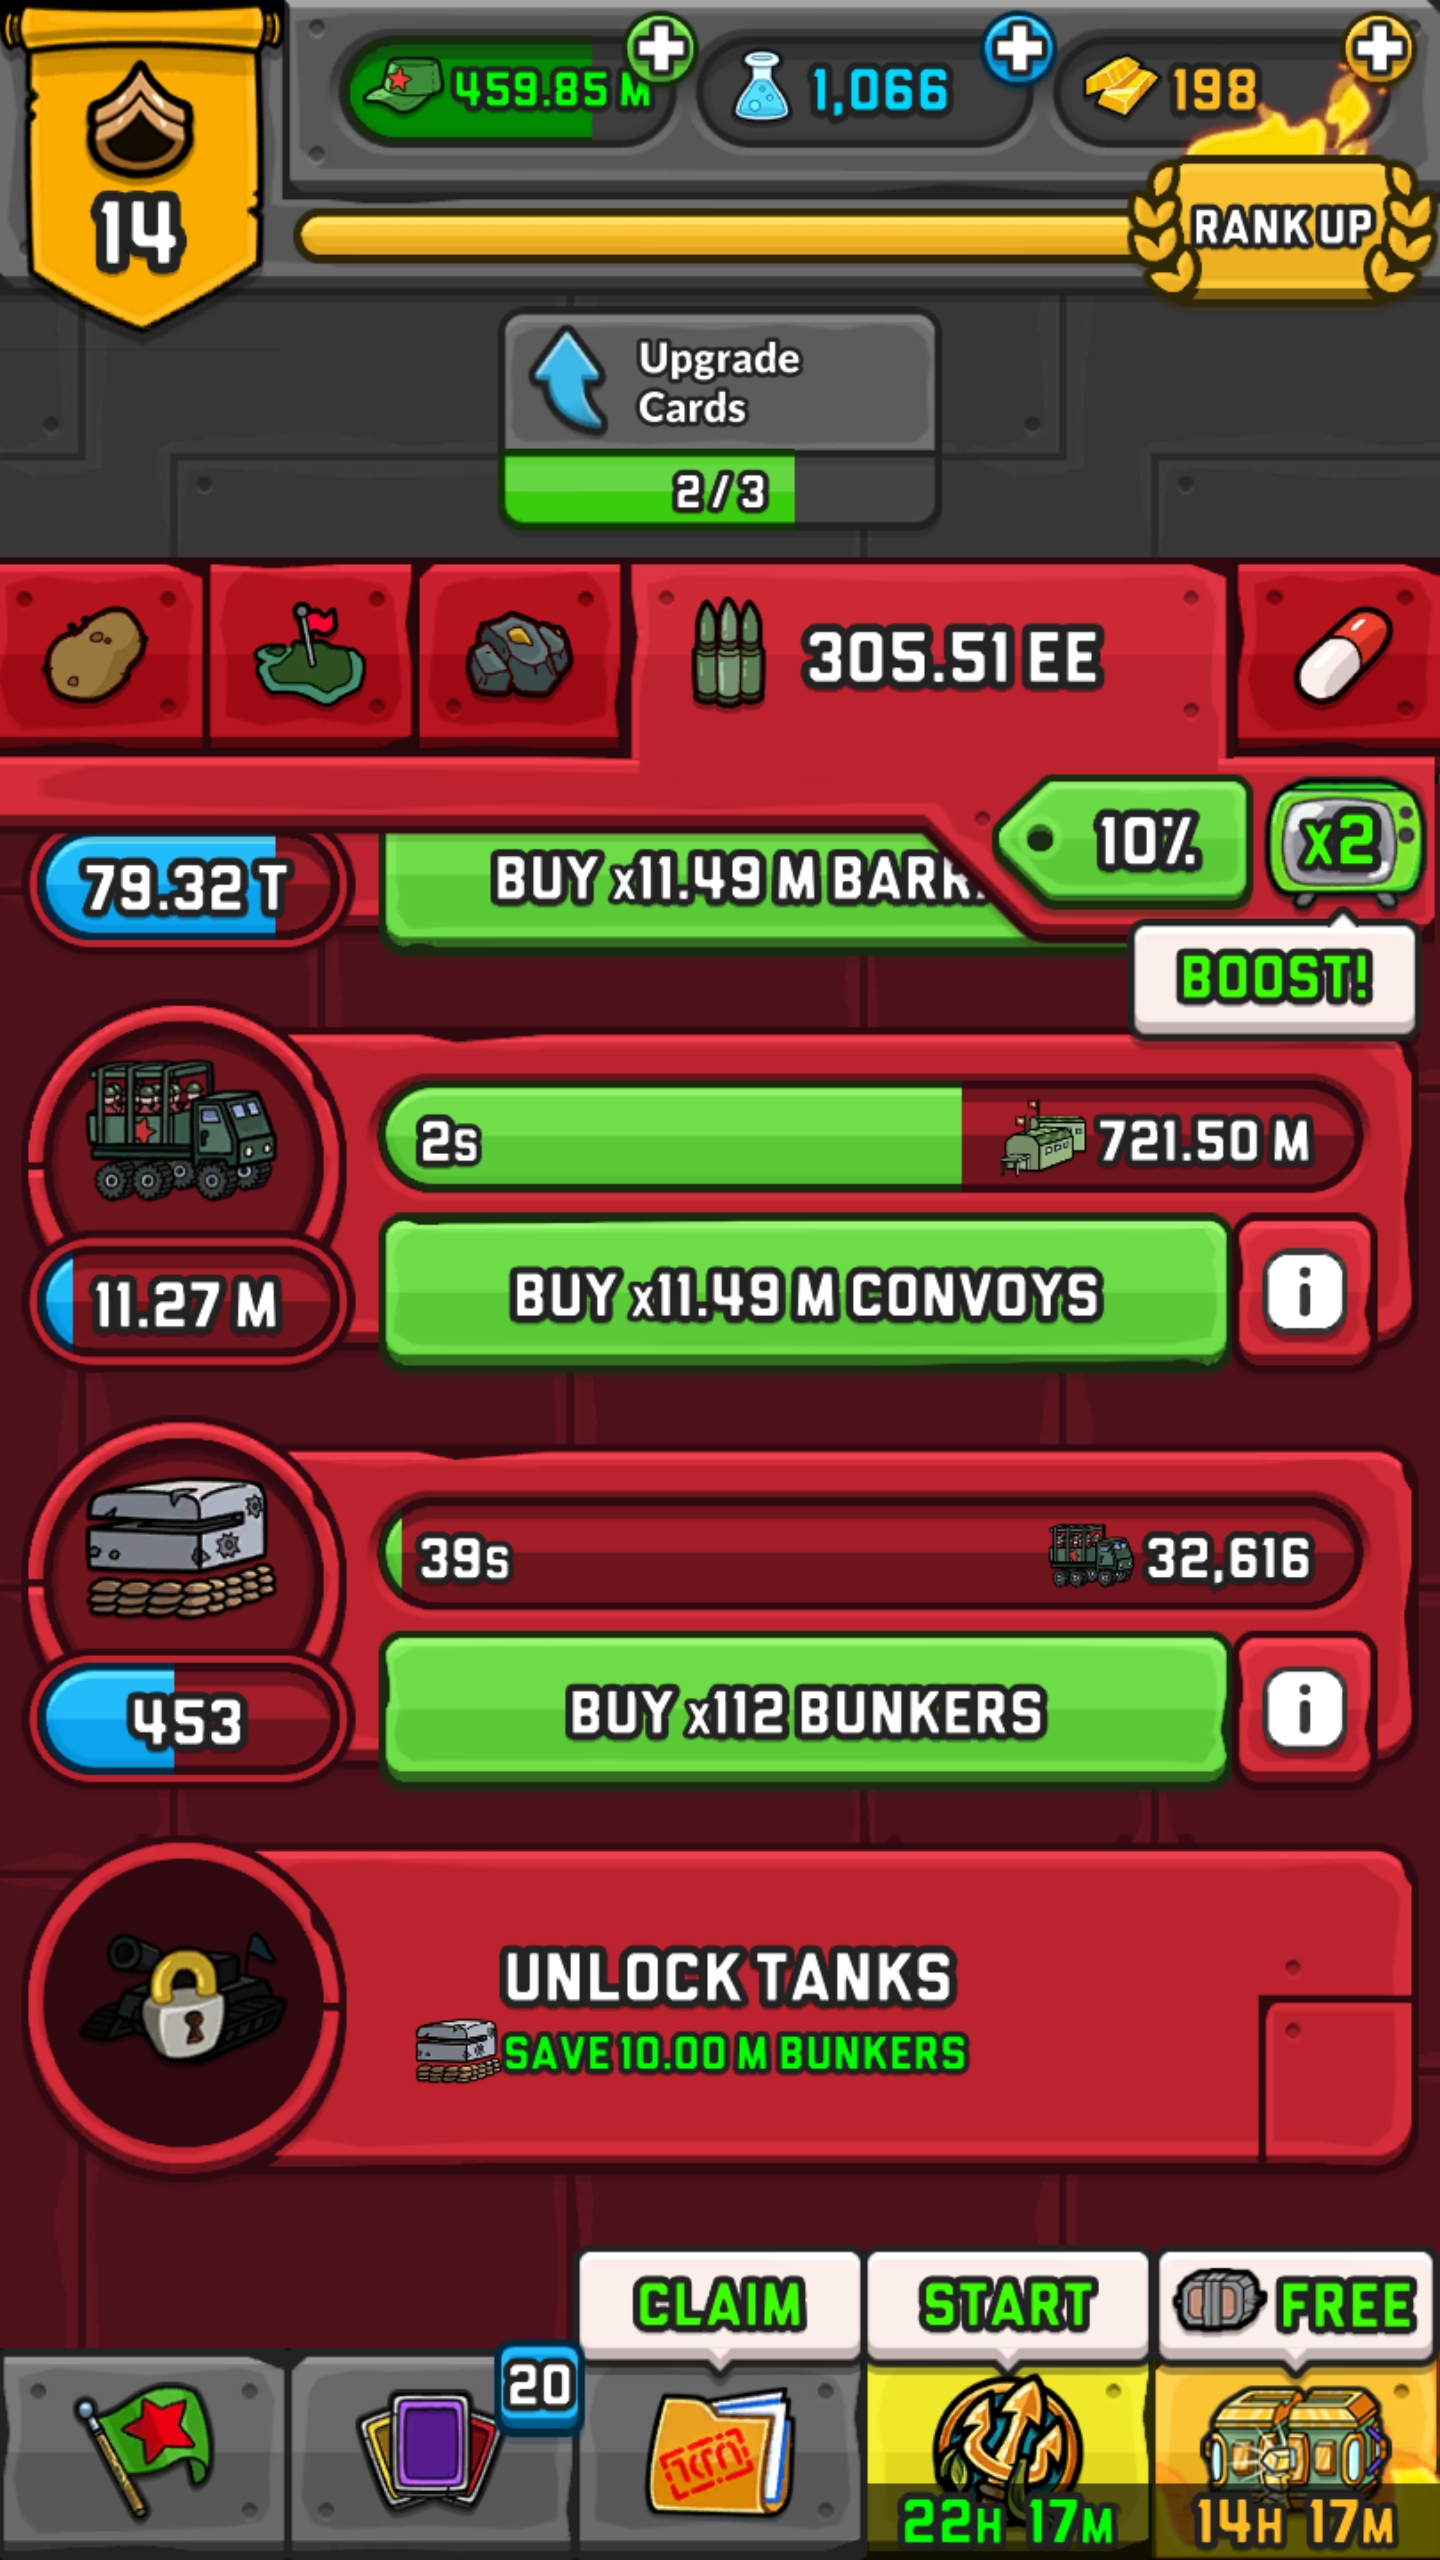 14
459.85 M
1,066
198
RANK UP
Upgrade
Cards
2/3
305.51 EE
79.32 T
BUY x11.49 M BARR
10%
x2
BOOST!
2s
721.50 M
11.27 M
BUY x11.49 M CONVOYS
i
39s
32,616
453
BUY x112 BUNKERS
i
UNLOCK TANKS
SAVE 10.00 M BUNKERS
CLAIM
START
FREE
20
22H 17M
14H 17M